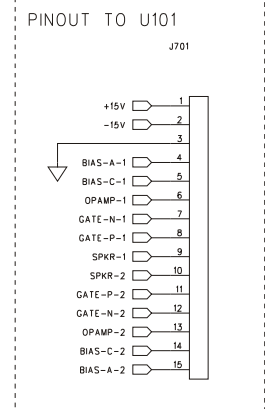 PINOUT TO U101
J701
+15V 1
-15V 2
3
BIAS-A-1 4
BIAS-C-1 5
OPAMP-1 6
GATE-N-1 7
GATE-P-1 8
SPKR-1 9
SPKR-2 10
GATE-P-2 11
GATE-N-2 12
OPAMP-2 13
BIAS-C-2 14
BIAS-A-2 15